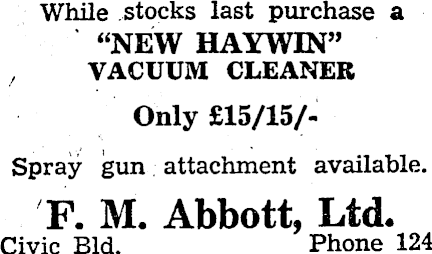 While stocks last purchase a
“NEW HAYWIN”
VACUUM CLEANER
Only £15/15/-
Spray gun attachment available.
F. M. Abbott, Ltd.
Civic Bld. Phone 124